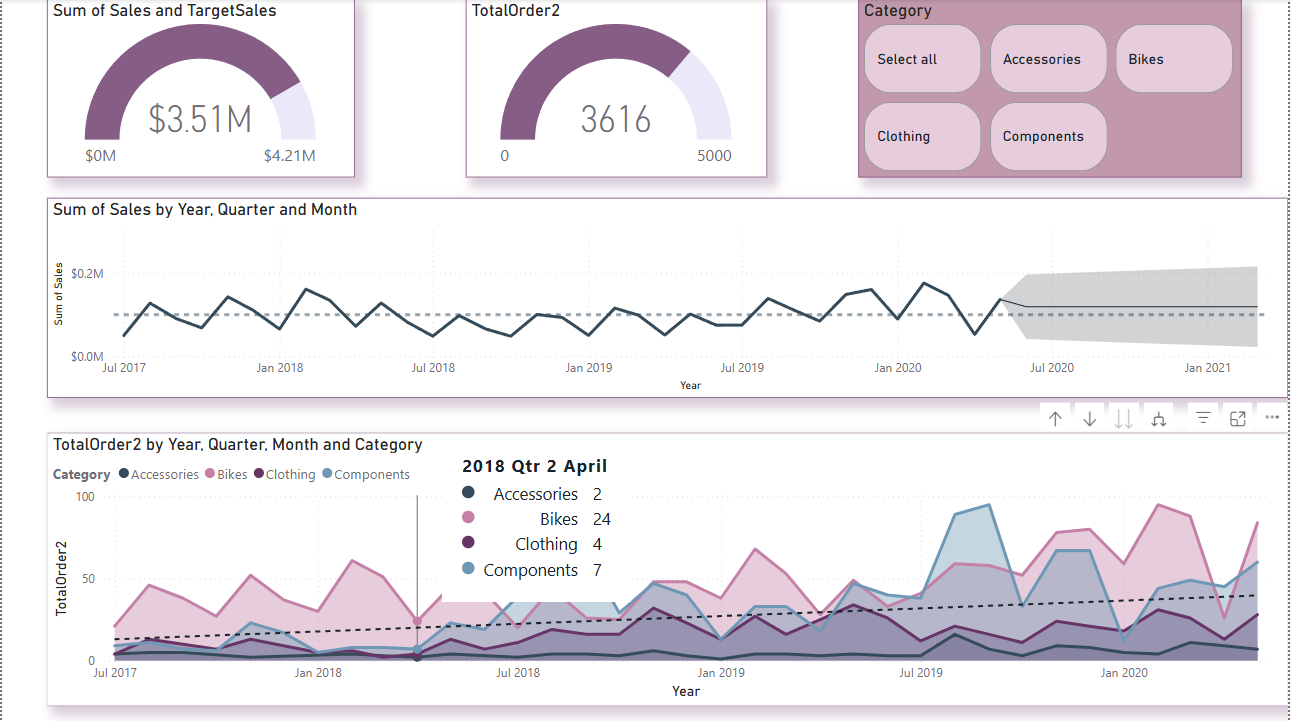 Sum of Sales and TargetSales
$3.51M
$0M $4.21M
TotalOrder2
3616
0 5000
Category
Select all Accessories Bikes
Clothing Components
Sum of Sales by Year, Quarter and Month
Sum of Sales
$0.2M
$0.0M
Jul 2017 Jan 2018 Jul 2018 Jan 2019 Jul 2019 Jan 2020 Jul 2020 Jan 2021
Year
TotalOrder2 by Year, Quarter, Month and Category
Category Accessories Bikes Clothing Components
2018 Qtr 2 April
Accessories 2
Bikes 24
Clothing 4
Components 7
TotalOrder2
100
50
0
Jul 2017 Jan 2018 Jul 2018 Jan 2019 Jul 2019 Jan 2020
Year